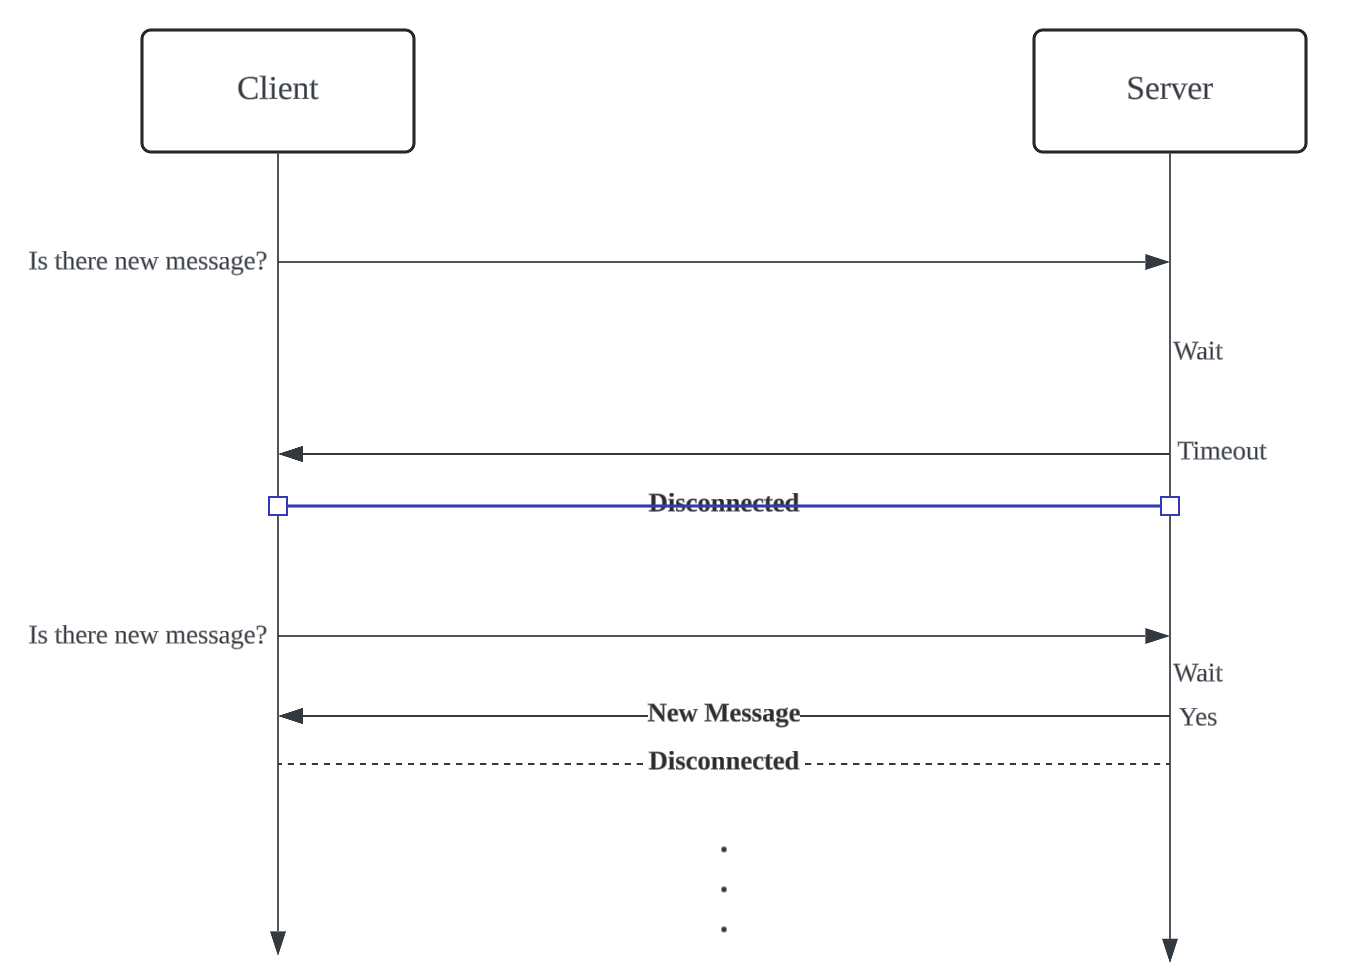 Client
Server
Is there new message?
Wait
Timeout
Disconnected
Is there new message?
Wait
New Message
Yes
Disconnected